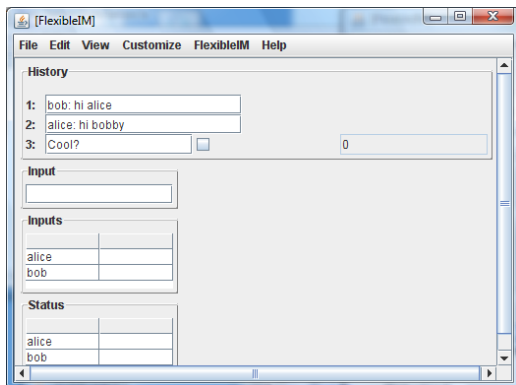 [FlexibleIM]
File Edit View Customize FlexibleIM Help
History
1: bob: hi alice
2: alice: hi bobby
3: Cool? 0
Input
Inputs
alice
bob
Status
alice
bob